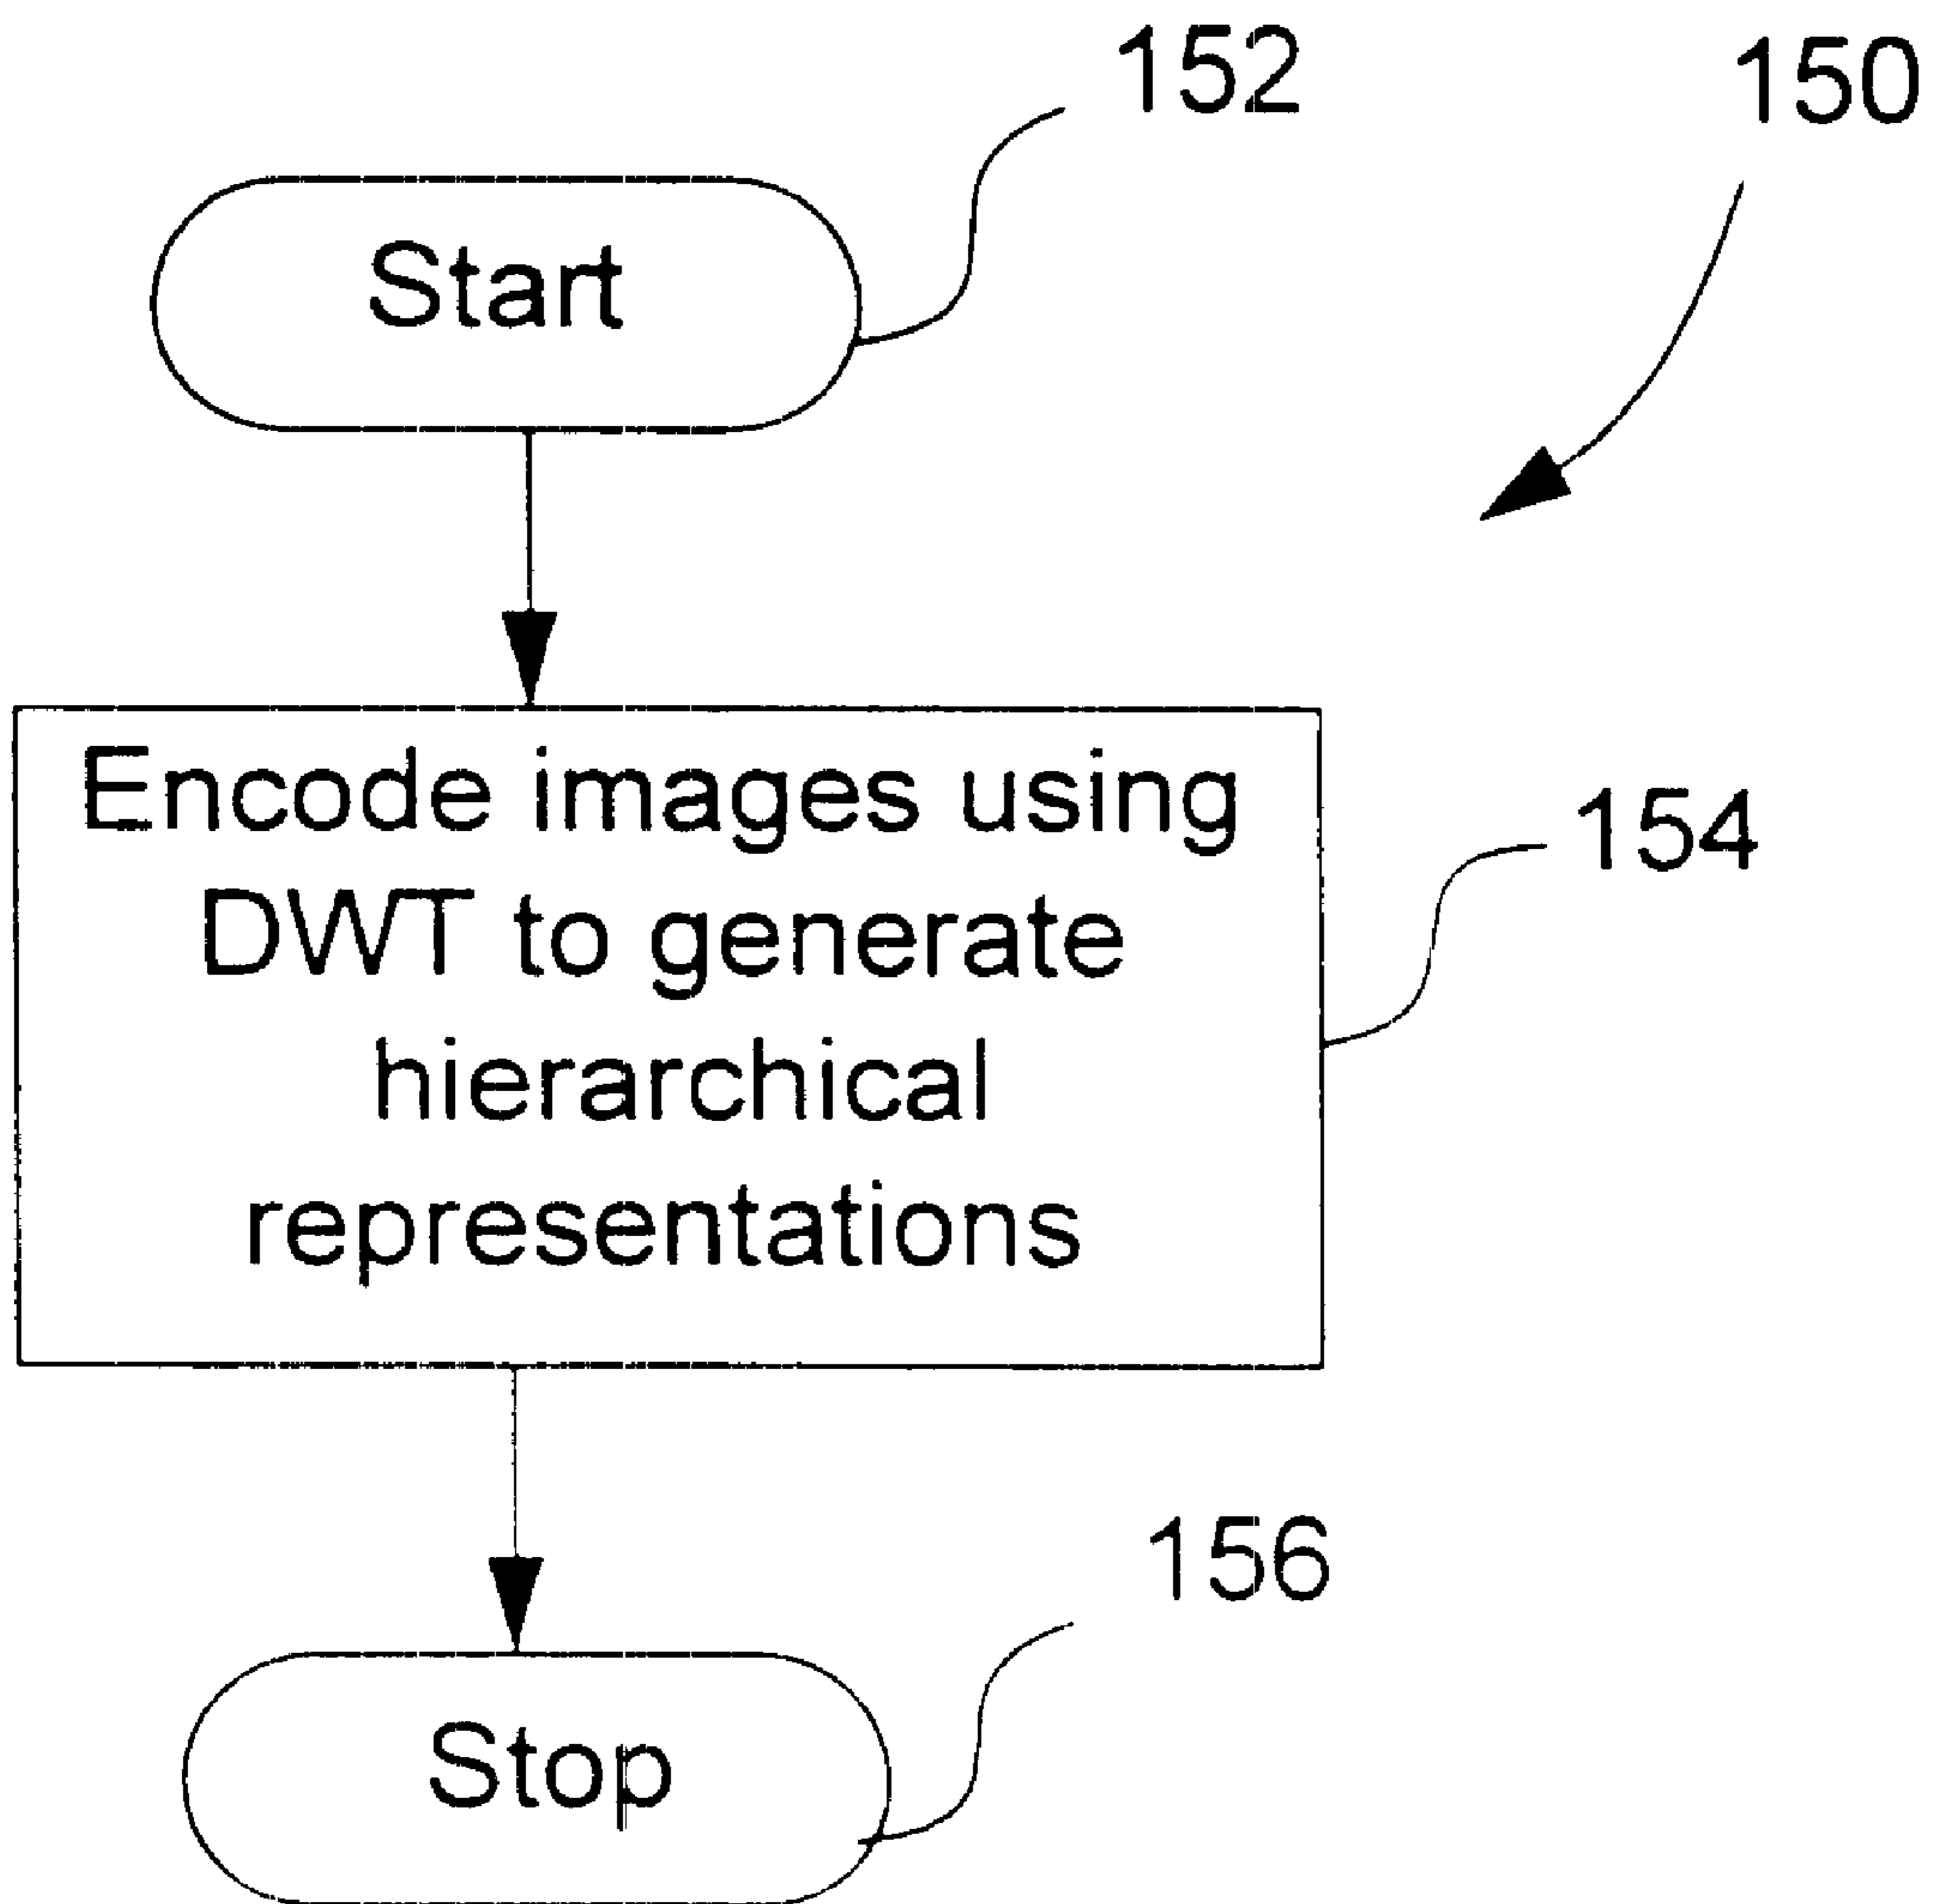 152
150
Start
Encode images using
DWT to generate
hierarchical
representations
154
156
Stop